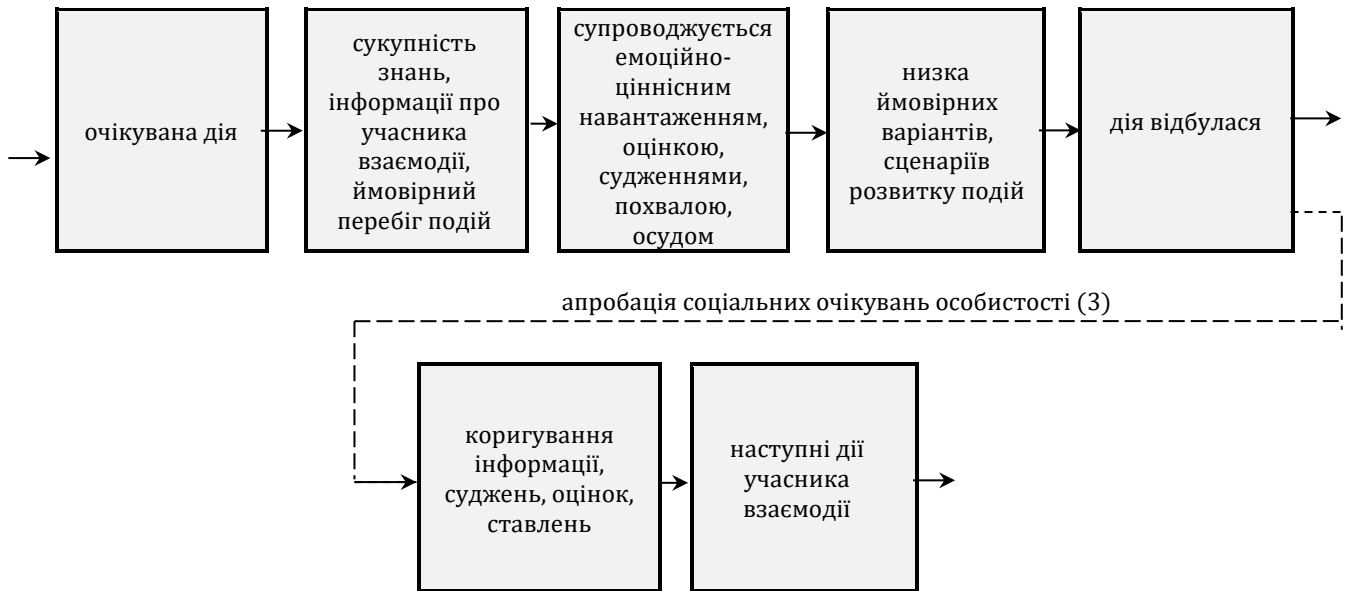 очікувана дія
сукупність
знань,
інформації про
учасника
взаємодії,
ймовірний
перебіг подій
супроводжується
емоційно-
ціннісним
навантаженням,
оцінкою,
судженнями,
похвалою,
осудом
низка
ймовірних
варіантів,
сценаріїв
розвитку подій
дія відбулася
апробація соціальних очікувань особистості (3)
коригування
інформації,
суджень, оцінок,
ставлень
наступні дії
учасника
взаємодії